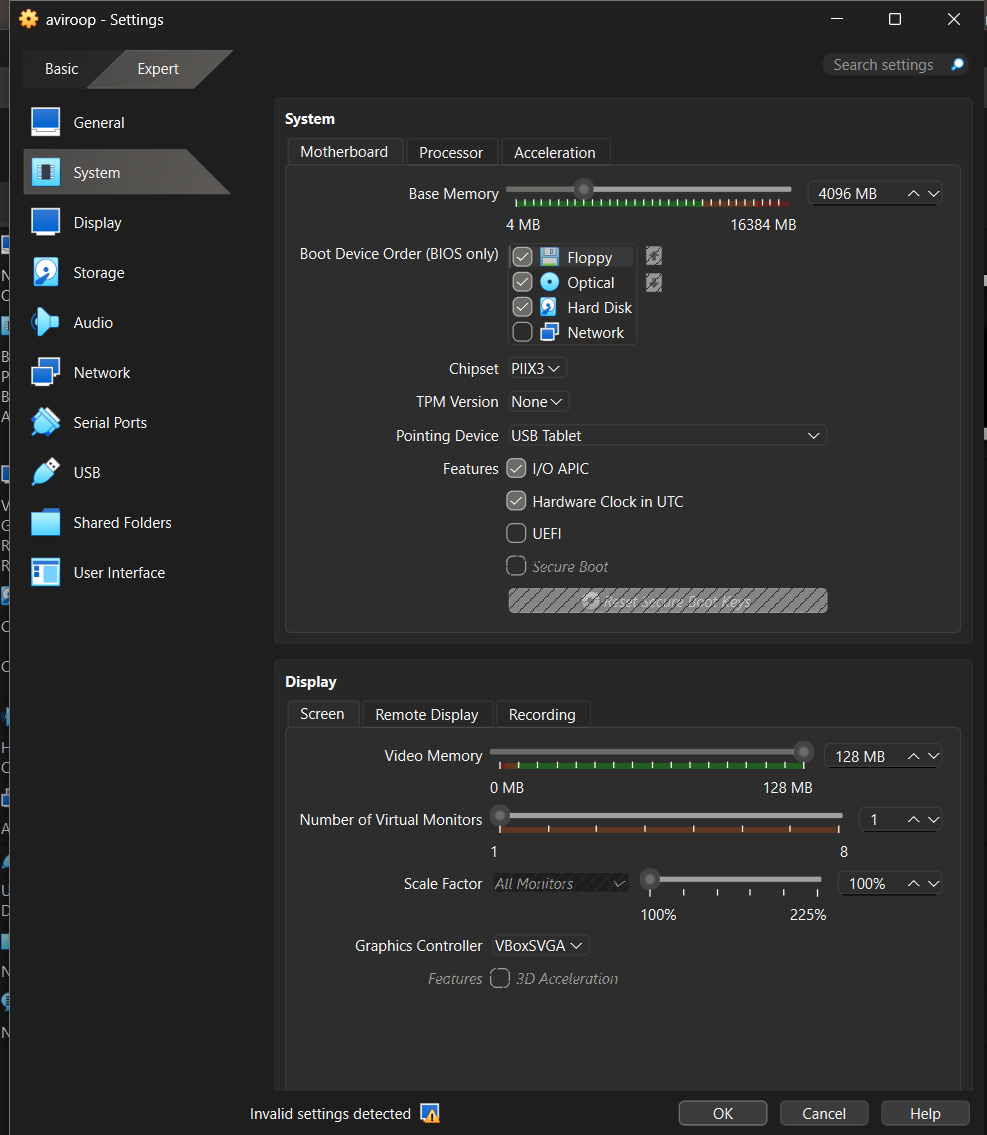 aviroop - Settings
Basic
Expert
Search settings
General
System
Display
Storage
Audio
Network
Serial Ports
USB
Shared Folders
User Interface
System
Motherboard Processor Acceleration
Base Memory 4096 MB
4 MB 16384 MB
Boot Device Order (BIOS only) Floppy
Optical
Hard Disk
Network
Chipset PIIX3
TPM Version None
Pointing Device USB Tablet
Features I/O APIC
Hardware Clock in UTC
UEFI
Secure Boot
Reset Secure Boot Keys
Display
Screen Remote Display Recording
Video Memory 128 MB
0 MB 128 MB
Number of Virtual Monitors 1
1 8
Scale Factor All Monitors 100%
100% 225%
Graphics Controller VBoxSVGA
Features 3D Acceleration
Invalid settings detected OK Cancel Help